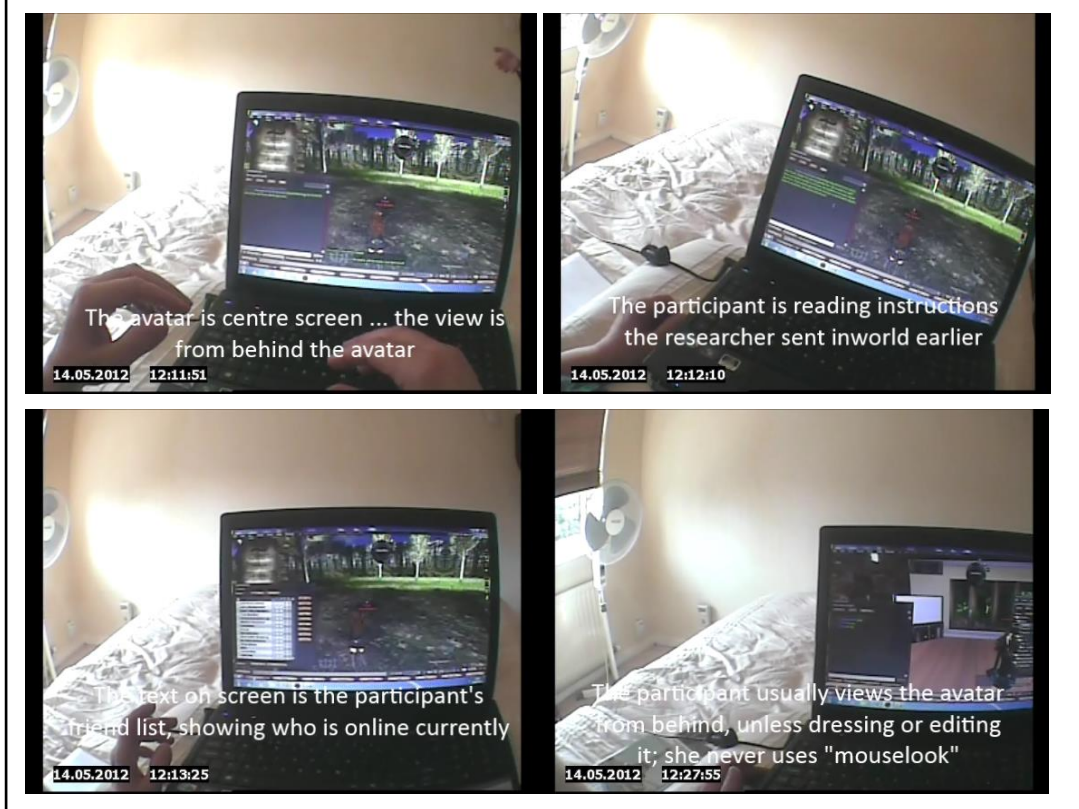 The avatar is centre screen ... the view is
from behind the avatar
14.05.2012 12:11:51
The participant is reading instructions
the researcher sent inworld earlier
14.05.2012 12:12:10
The text on screen is the participant's
friend list, showing who is online currently
14.05.2012 12:13:25
The participant usually views the avatar
from behind, unless dressing or editing
it; she never uses "mouselook"
14.05.2012 12:27:55